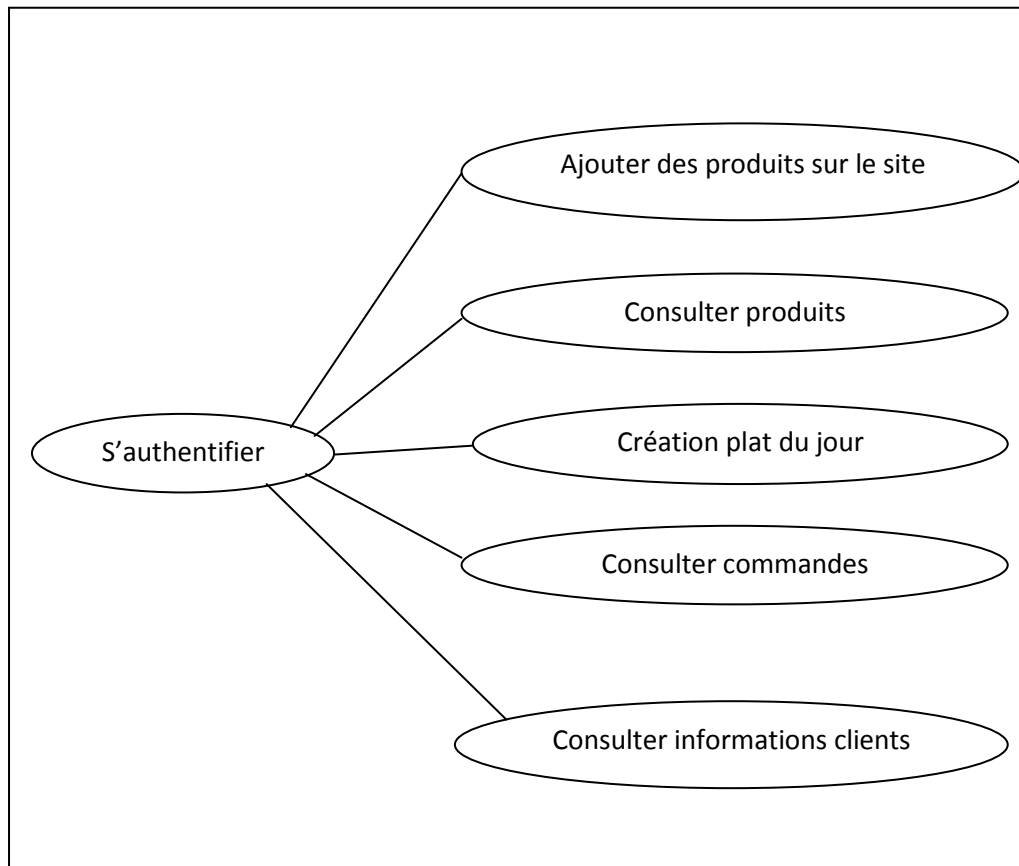 Ajouter des produits sur le site
Consulter produits
S’authentifier
Création plat du jour
Consulter commandes
Consulter informations clients